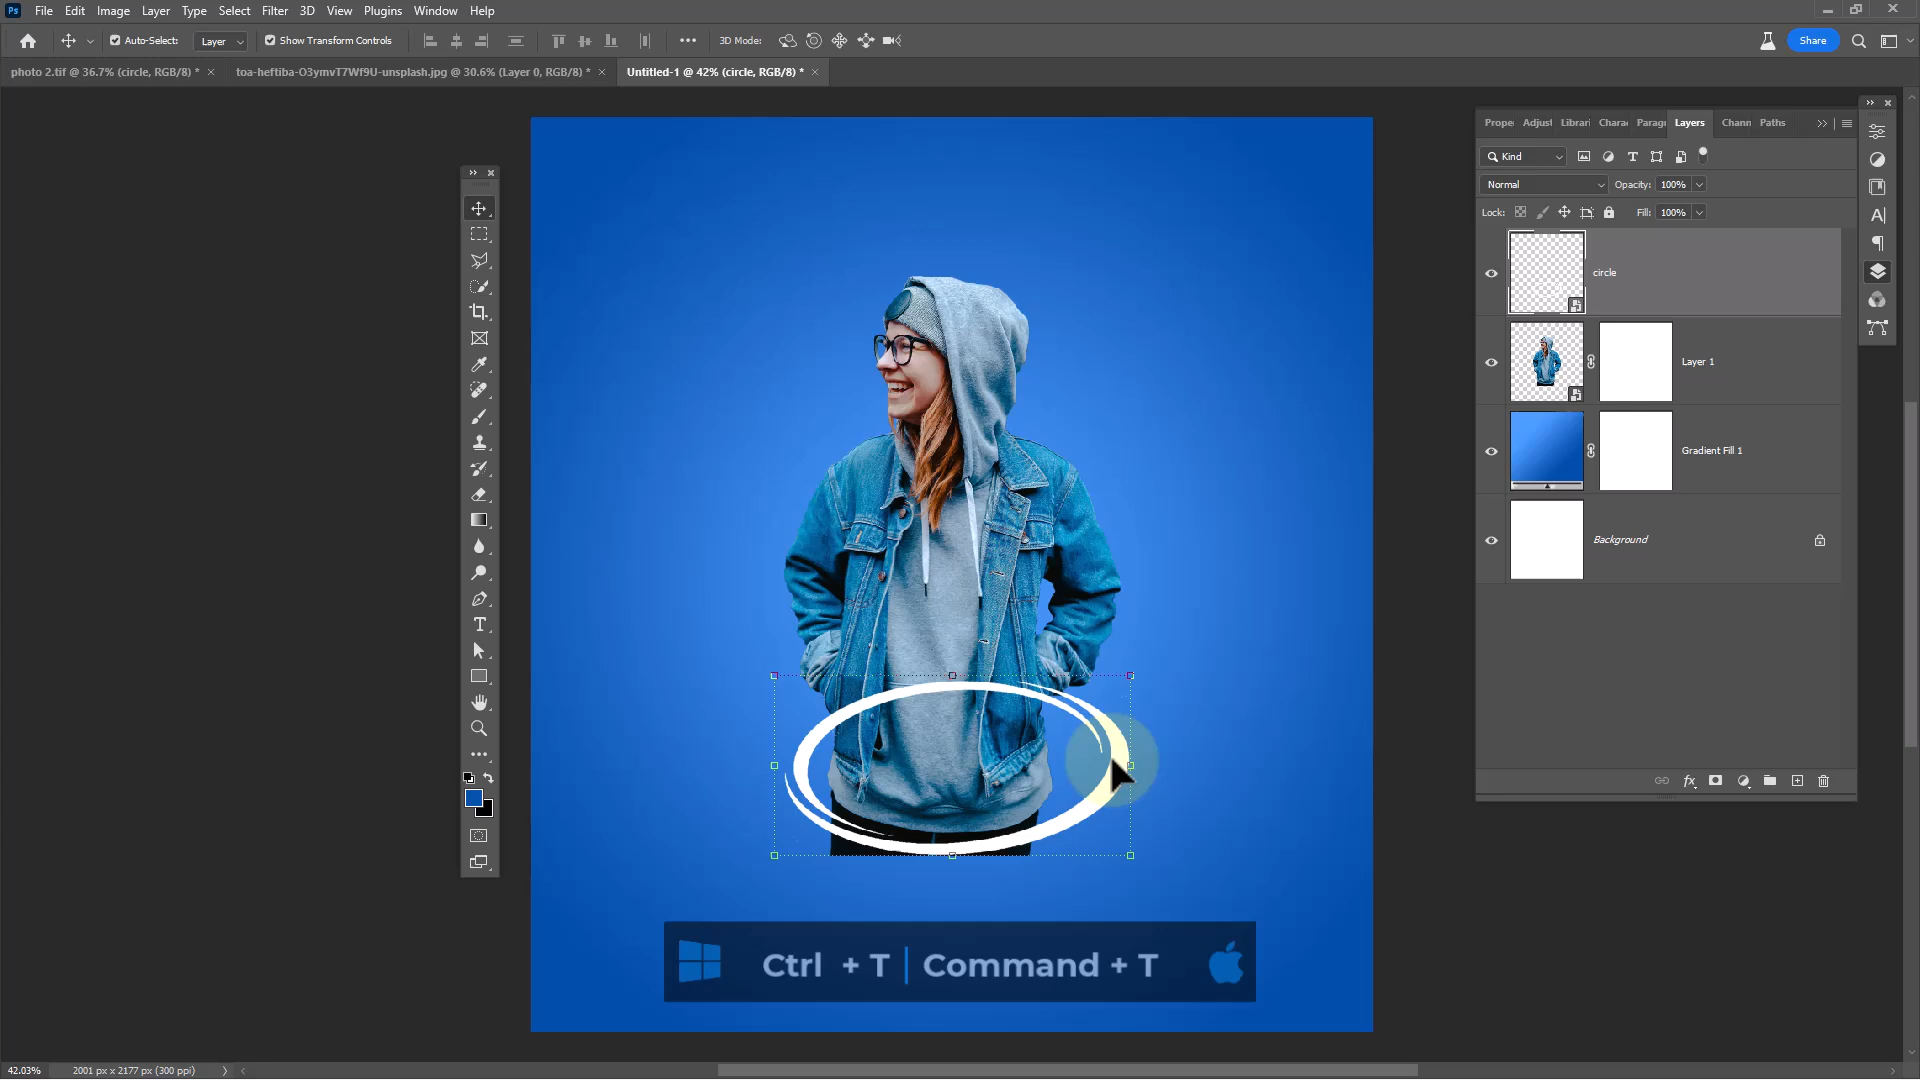 Ps File Edit Image Layer Type Select Filter 3D View Plugins Window Help
Auto-Select: Layer Show Transform Controls 3D Mode: Share
photo 2.tif @ 36.7% (circle, RGB/8) * × toa-heftiba-O3ymvT7Wf9U-unsplash.jpg @ 30.6% (Layer 0, RGB/8) * × Untitled-1 @ 42% (circle, RGB/8) * ×
Proper Adjust Librari Charac Paragr Layers Chann Paths
Kind
Normal Opacity: 100%
Lock: Fill: 100%
circle
Layer 1
Gradient Fill 1
Background
fx
Ctrl + T | Command + T
42.03% 2001 px x 2177 px (300 ppi)